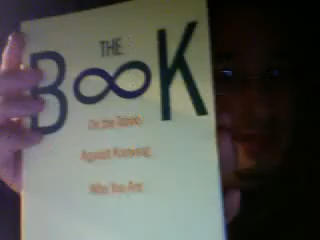 THE
B∞K
On the Taboo
Against Knowing
Who You Are